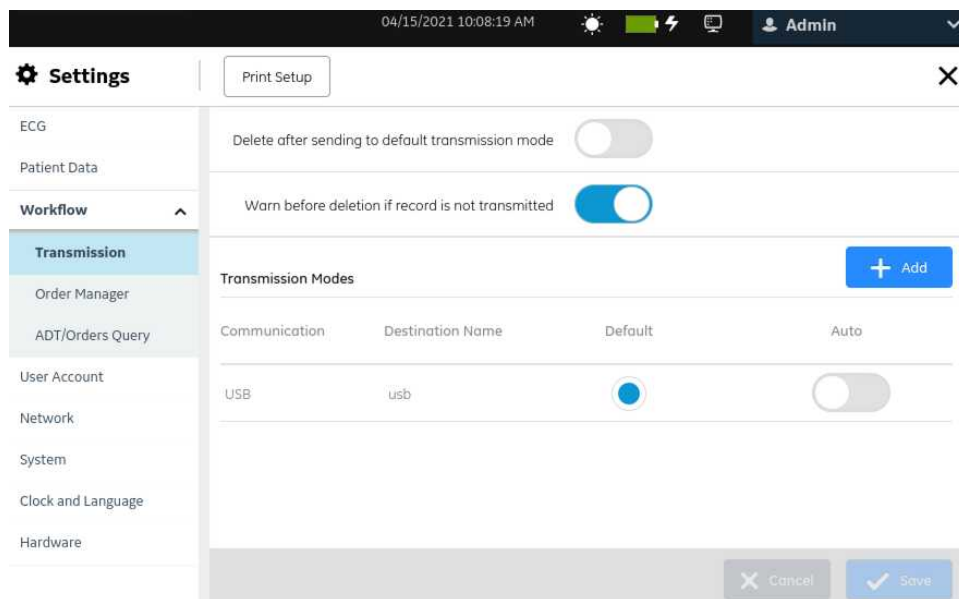 04/15/2021 10:08:19 AM Admin
Settings Print Setup
ECG
Patient Data
Workflow
Transmission
Order Manager
ADT/Orders Query
User Account
Network
System
Clock and Language
Hardware
Delete after sending to default transmission mode
Warn before deletion if record is not transmitted
Transmission Modes
Add
Communication Destination Name Default Auto
USB usb
Cancel Save